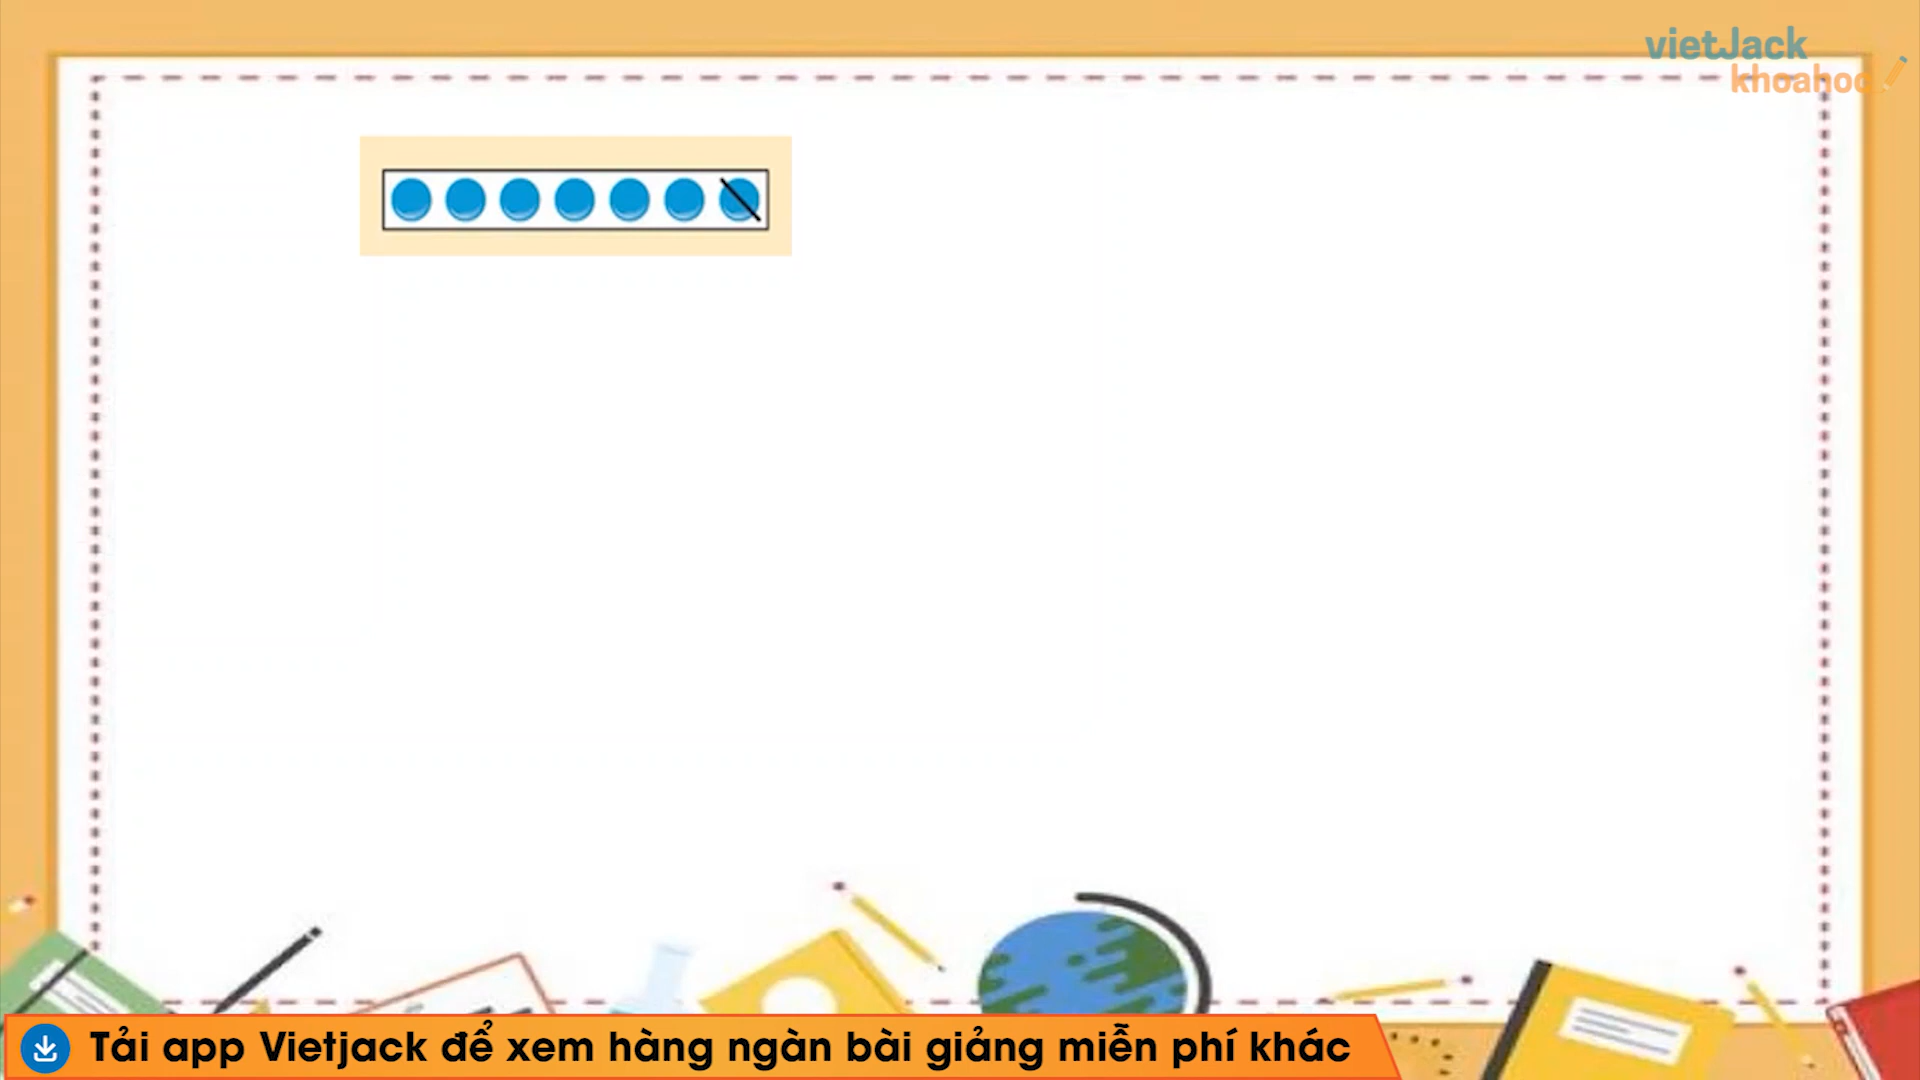 vietJack
khoahoc
Tải app Vietjack để xem hàng ngàn bài giảng miễn phí khác